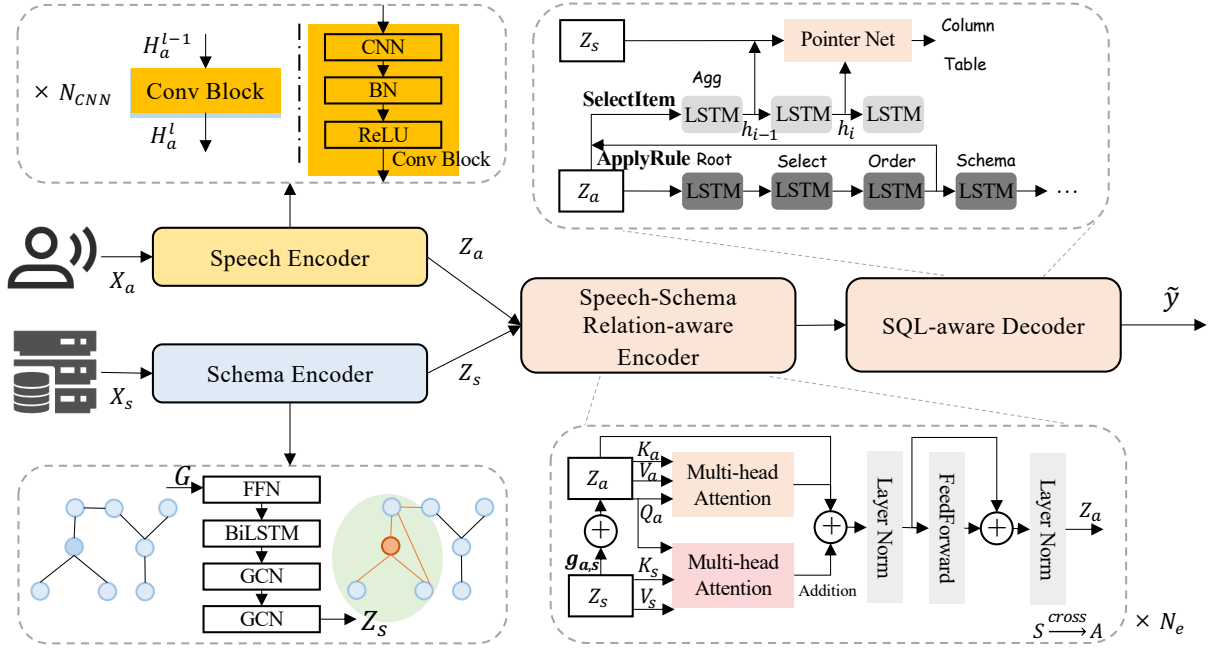 H_a^{l-1}
× N_{CNN}
Conv Block
H_a^l
CNN
BN
ReLU
Conv Block
Z_s
Pointer Net
Column
Table
Agg
SelectItem
LSTM
LSTM
LSTM
h_{i-1}
h_i
ApplyRule
Root
Select
Order
Schema
Z_a
LSTM
LSTM
LSTM
LSTM
...
X_a
Speech Encoder
Z_a
X_s
Schema Encoder
Z_s
Speech-Schema
Relation-aware
Encoder
SQL-aware Decoder
ỹ
G
FFN
BiLSTM
GCN
GCN
Z_s
Z_a
K_a
V_a
Q_a
Multi-head
Attention
+
g_{a,s}
Z_s
K_s
V_s
Multi-head
Attention
+
Addition
Layer Norm
FeedForward
+
Layer Norm
Z_a
S \xrightarrow{cross} A
× N_e